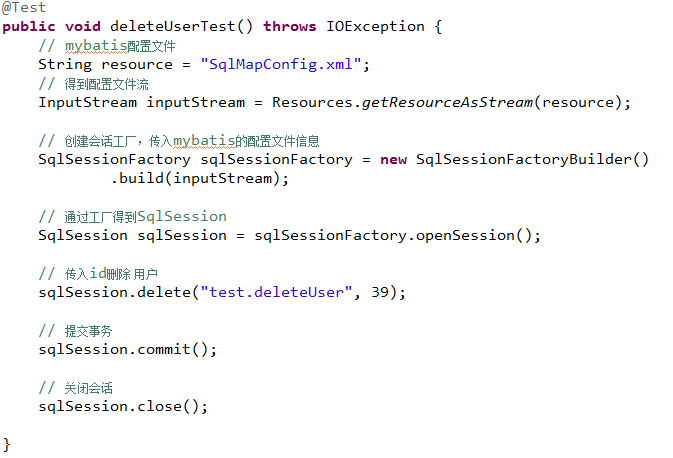 @Test
public void deleteUserTest() throws IOException {
// mybatis配置文件
String resource = "SqlMapConfig.xml";
// 得到配置文件流
InputStream inputStream = Resources.getResourceAsStream(resource);
// 创建会话工厂，传入mybatis的配置文件信息
SqlSessionFactory sqlSessionFactory = new SqlSessionFactoryBuilder()
.build(inputStream);
// 通过工厂得到SqlSession
SqlSession sqlSession = sqlSessionFactory.openSession();
// 传入id删除用户
sqlSession.delete("test.deleteUser", 39);
// 提交事务
sqlSession.commit();
// 关闭会话
sqlSession.close();
}